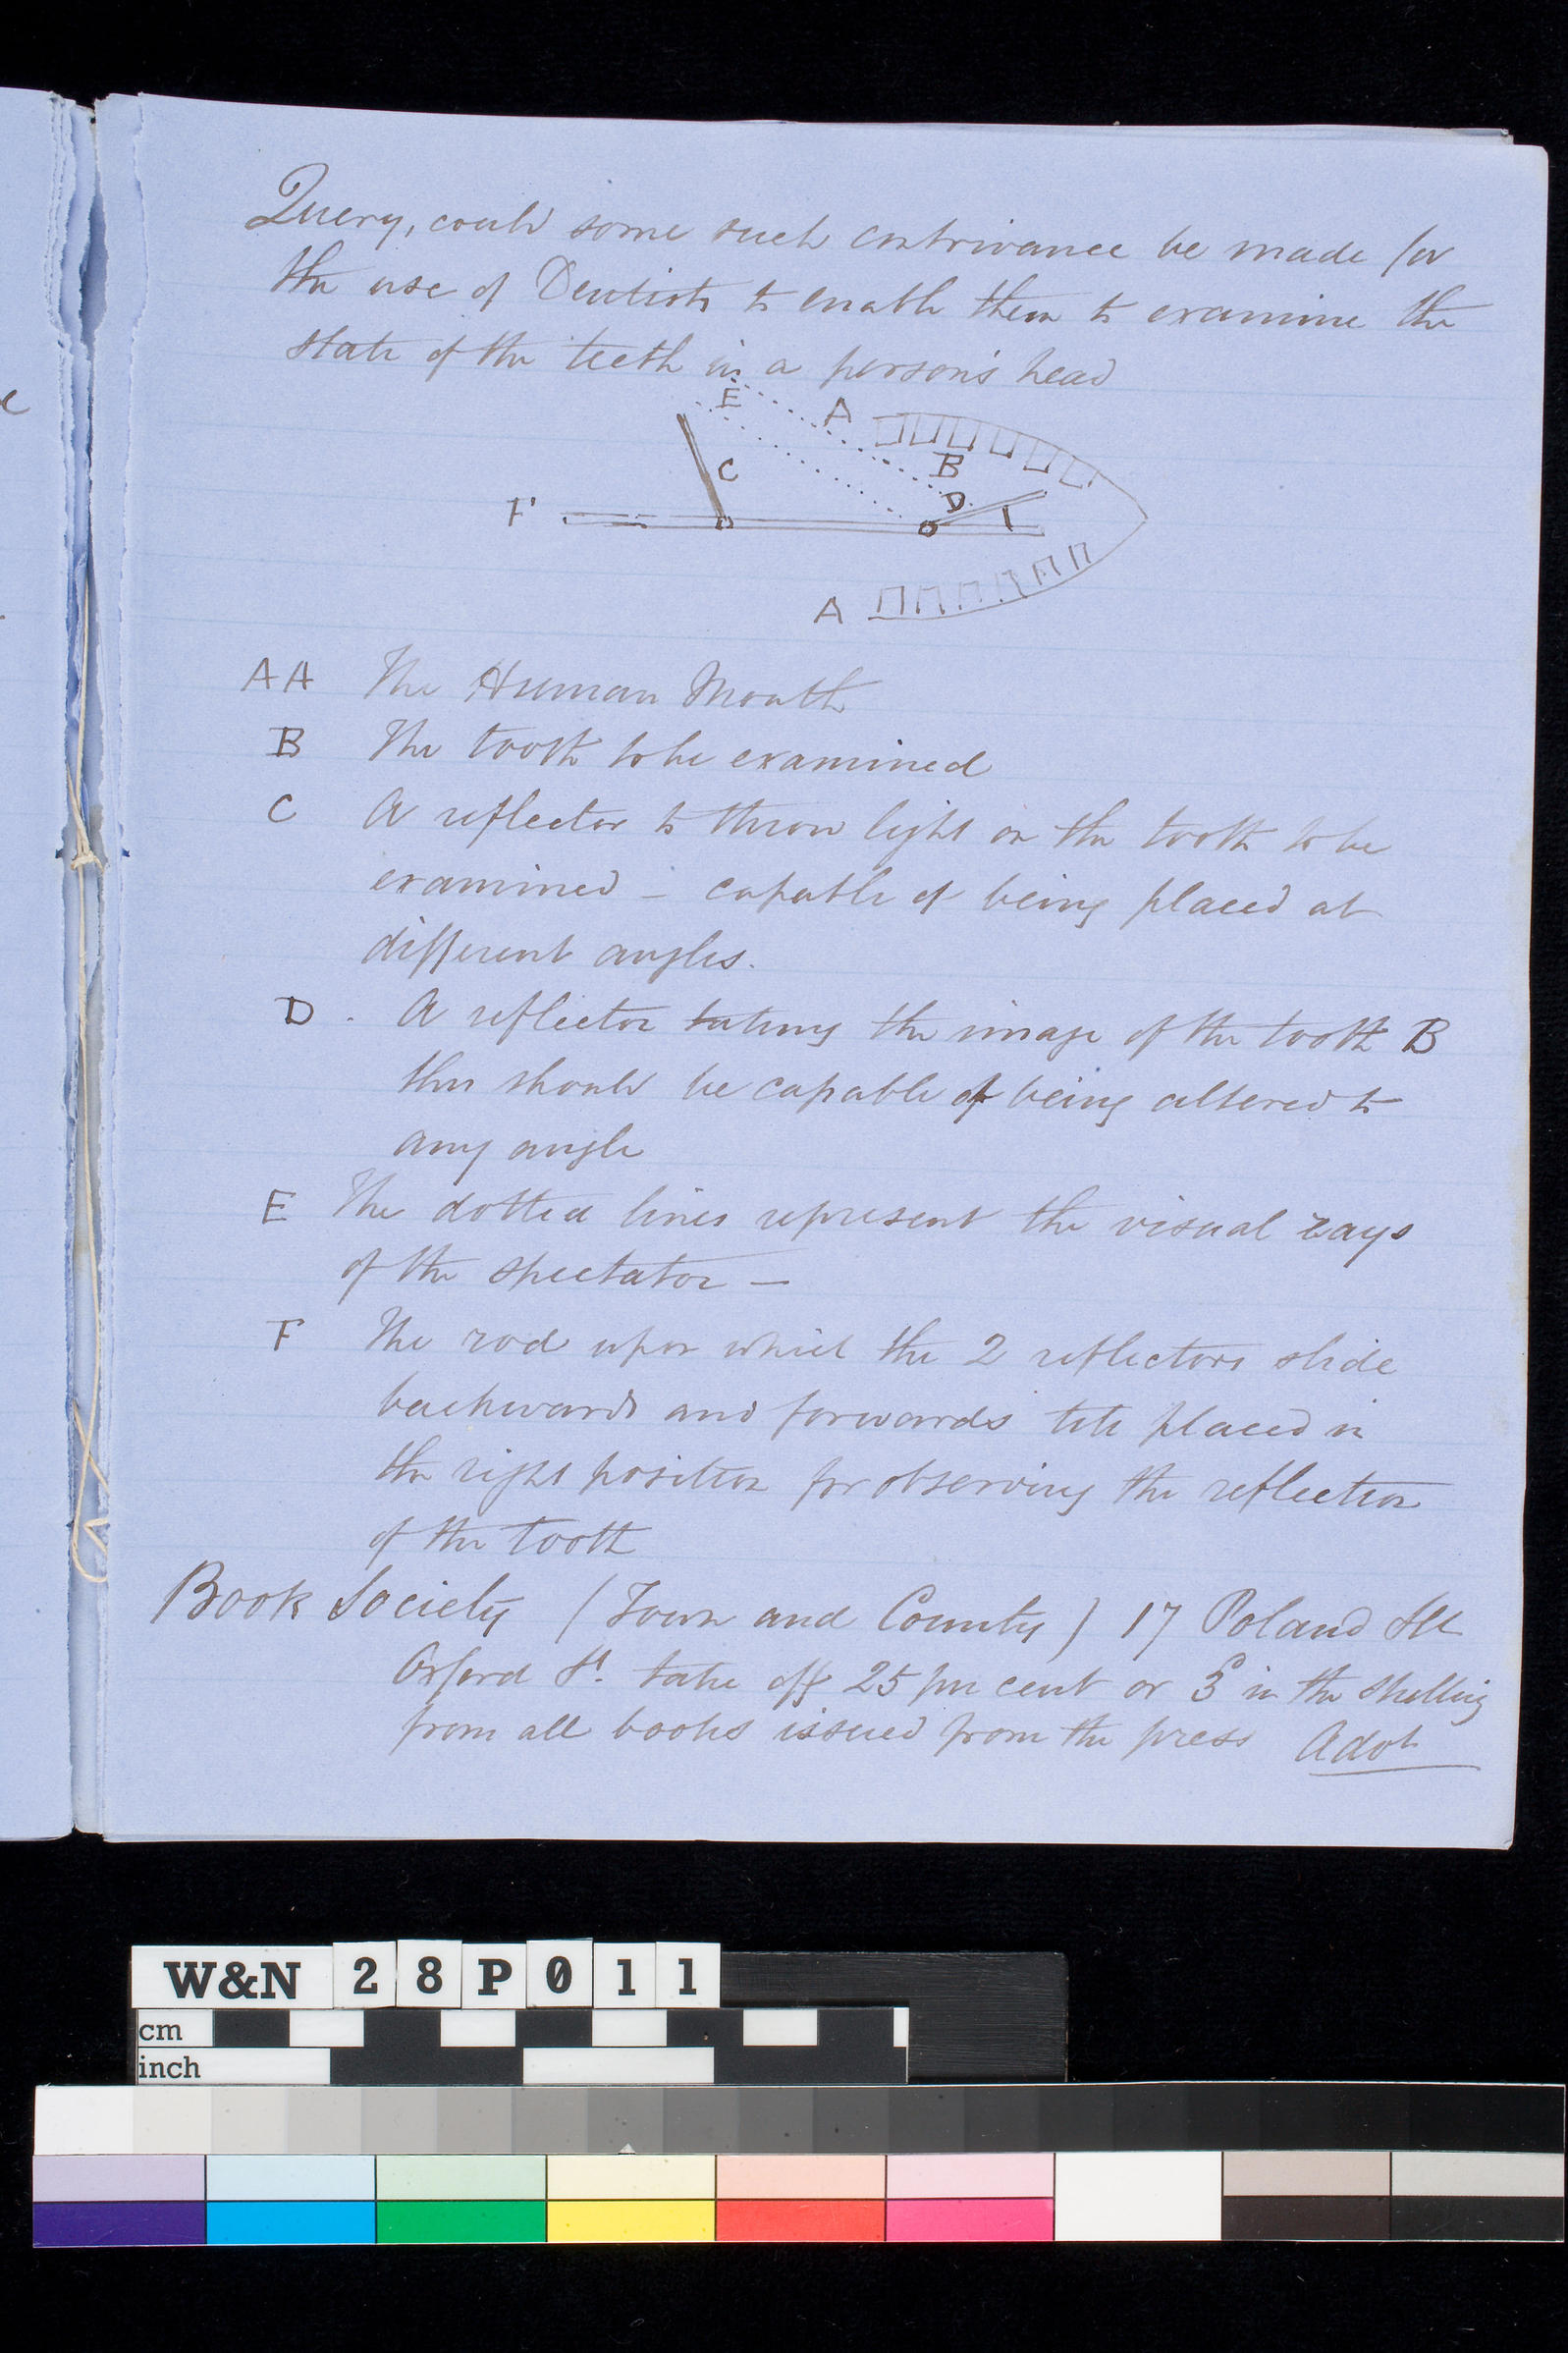 Query, could some such contrivance be made for
the use of Dentists to enable them to examine the
state of the teeth in a person's head
E
A
C
B
D
F
A
AA The Human Mouth
B The tooth to be examined
C A reflector to throw light on the tooth to be
examined – capable of being placed at
different angles.
D . A reflector taking the image of the tooth B
this should be capable of being altered to
any angle
E The dotted lines represent the visual rays
of the spectator –
F The rod upon which the 2 reflectors slide
backwards and forwards till placed in
the right position for observing the reflection
of the tooth
Book Society (Town and County) 17 Poland St
Oxford St. take off 25 per cent or 3d in the shilling
from all books issued from the press Advt
W&N 28P011
cm
inch